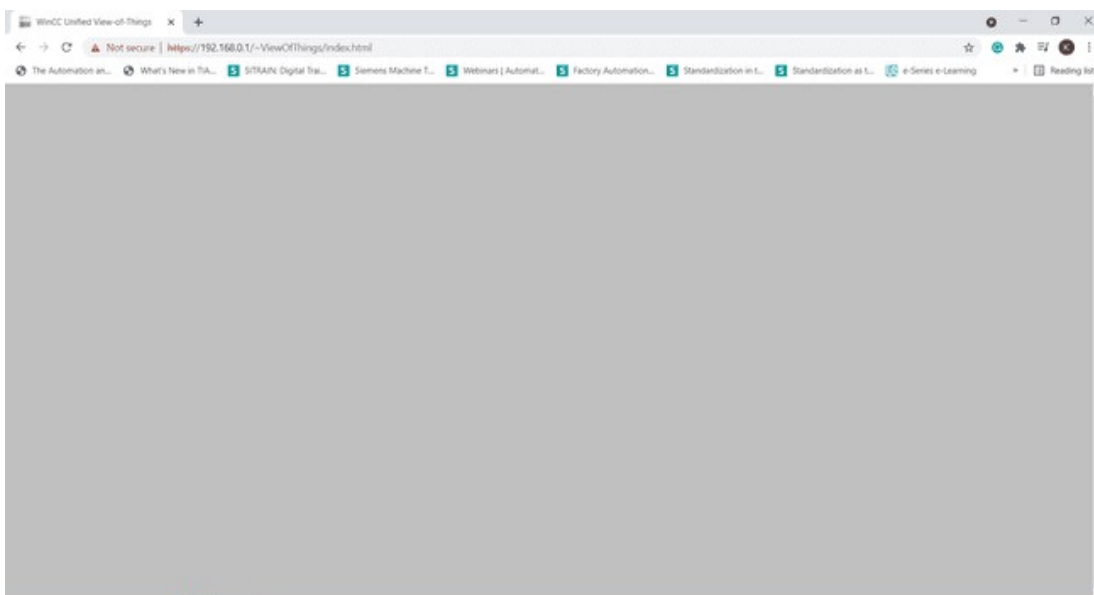 WinCC Unified View-of-Things
Not secure | https://192.168.0.1/~ViewOfThings/index.html
The Automation an... What's New in TIA... SITRAIN: Digital Trai... Siemens Machine T... Webinars | Automat... Factory Automation... Standardization in t... Standardization as t... e-Series e-Learning » Reading list